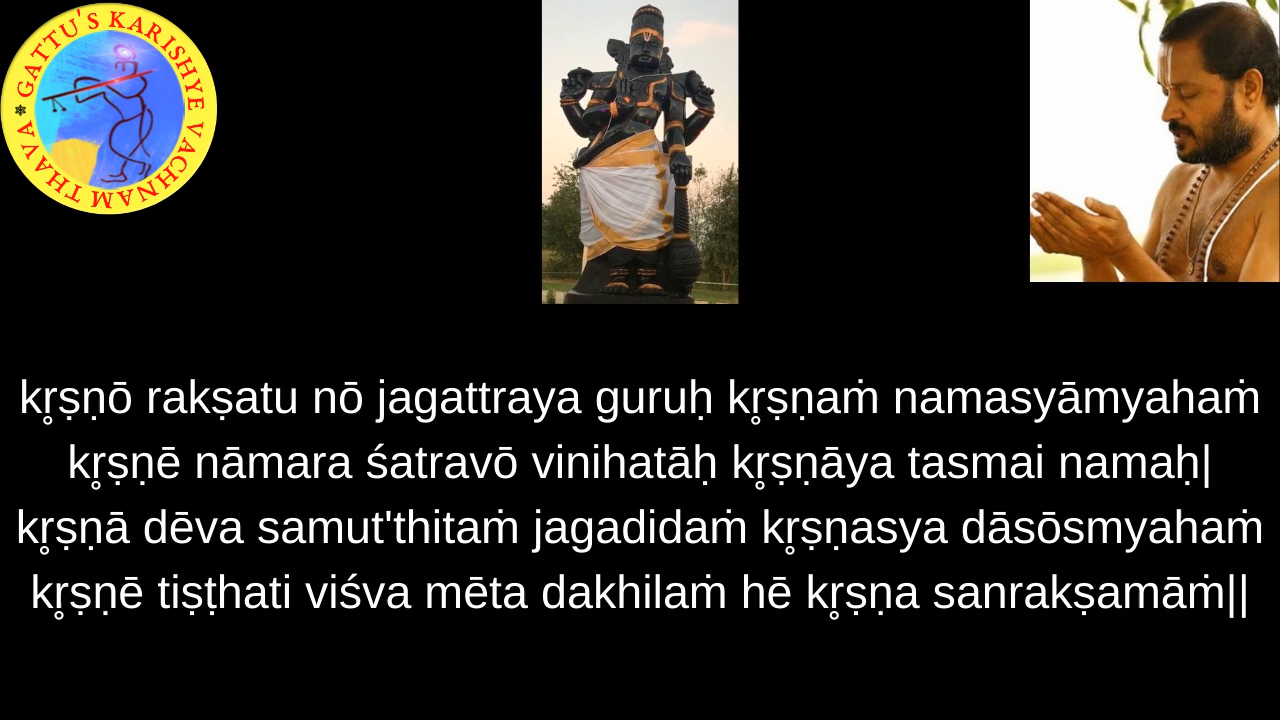 GATTU'S KARISHYE VACHNAM THAVA
kr̥ṣṇō rakṣatu nō jagattraya guruḥ kr̥ṣṇaṁ namasyāmyahaṁ
kr̥ṣṇē nāmara śatravō vinihatāḥ kr̥ṣṇāya tasmai namaḥ|
kr̥ṣṇā dēva samut'thitaṁ jagadidaṁ kr̥ṣṇasya dāsōsmyahaṁ
kr̥ṣṇē tiṣṭhati viśva mēta dakhilaṁ hē kr̥ṣṇa sanrakṣamāṁ||